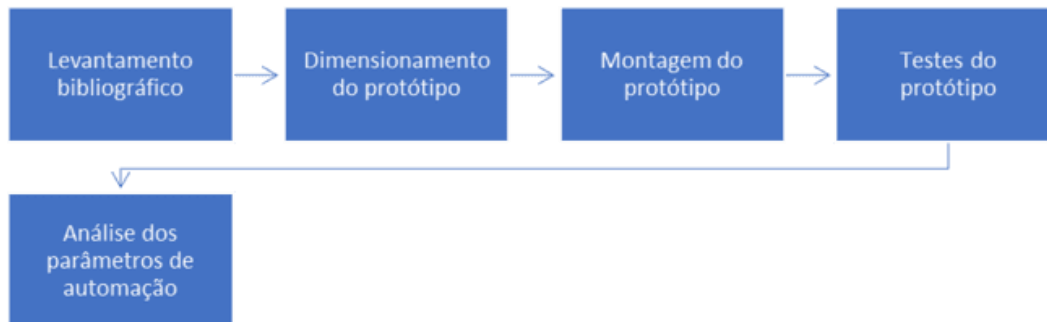 Levantamento
bibliográfico
Dimensionamento
do protótipo
Montagem do
protótipo
Testes do
protótipo
Análise dos
parâmetros de
automação